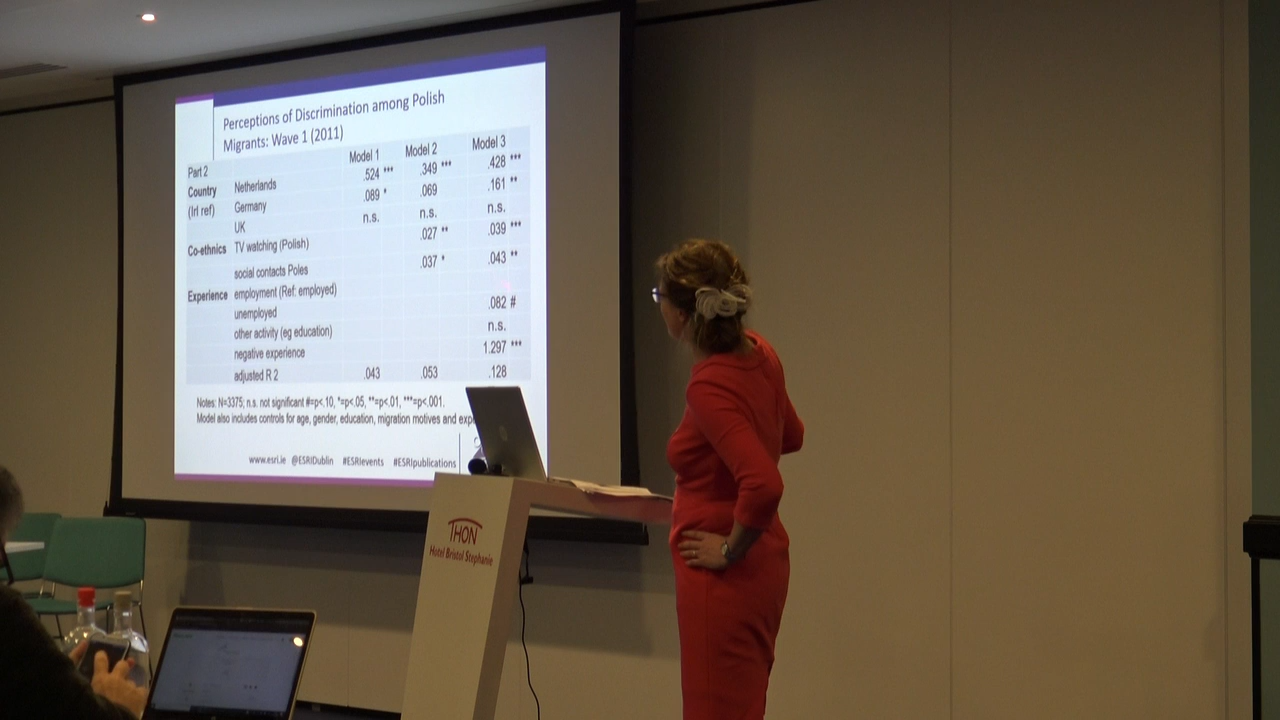 Perceptions of Discrimination among Polish
Migrants: Wave 1 (2011)
Part 2 Model 1 Model 2 Model 3
Country Netherlands .524 *** .349 *** .428 ***
(Irl ref) Germany .089 * .069 .161 **
UK n.s. n.s. n.s.
Co-ethnics TV watching (Polish) .027 ** .039 ***
social contacts Poles .037 * .043 **
Experience employment (Ref: employed)
unemployed .082 #
other activity (eg education) n.s.
negative experience 1.297 ***
adjusted R 2 .043 .053 .128
Notes: N=3375; n.s. not significant #=p<.10, *=p<.05, **=p<.01, ***=p<.001.
Model also includes controls for age, gender, education, migration motives and
www.esri.ie @ESRIDublin #ESRIevents #ESRIpublications
THON
Hotel Bristol Stephanie